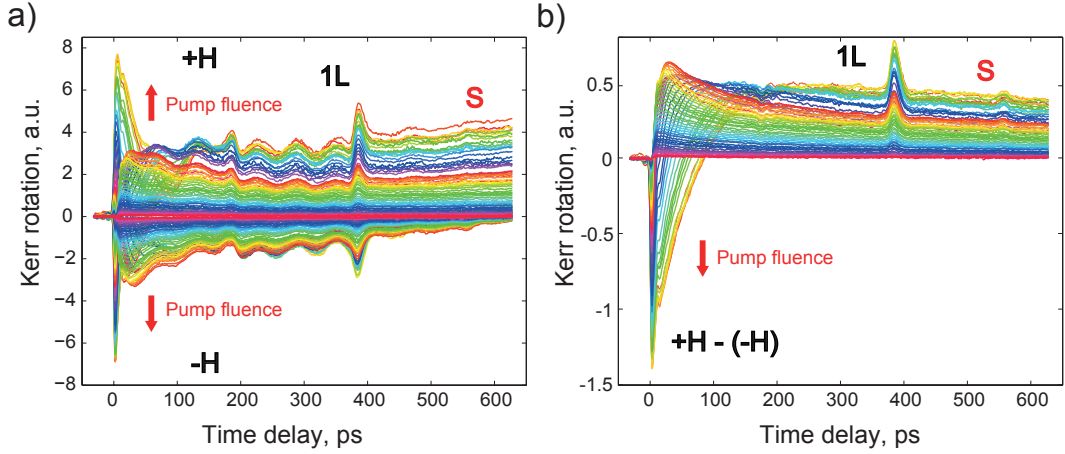 a)
8
6
4
2
0
−2
−4
−6
−8
Kerr rotation, a.u.
+H
1L
S
Pump fluence
Pump fluence
-H
0 100 200 300 400 500 600
Time delay, ps
b)
0.5
0
-0.5
-1
-1.5
Kerr rotation, a.u.
1L
S
Pump fluence
+H - (-H)
0 100 200 300 400 500 600
Time delay, ps